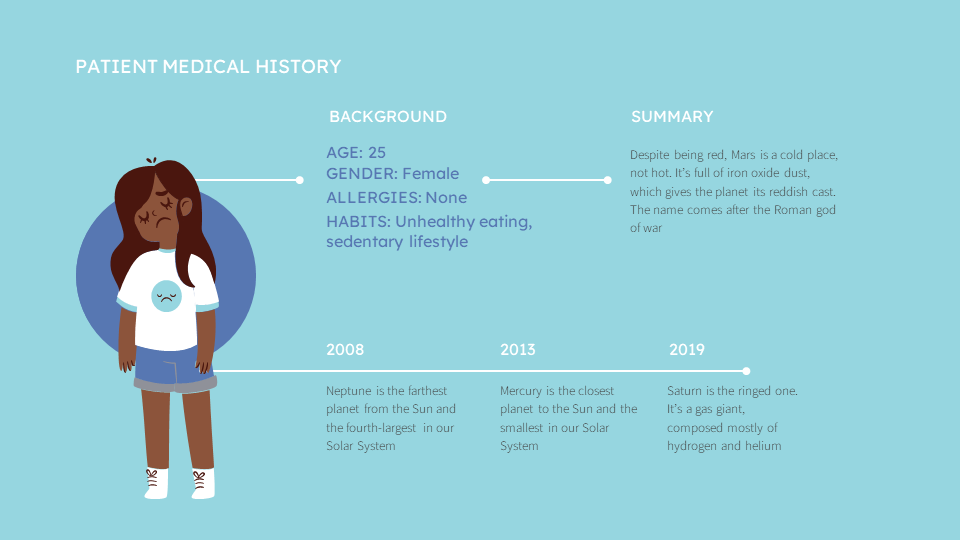 PATIENT MEDICAL HISTORY
BACKGROUND
AGE: 25
GENDER: Female
ALLERGIES: None
HABITS: Unhealthy eating,
sedentary lifestyle
SUMMARY
Despite being red, Mars is a cold place,
not hot. It's full of iron oxide dust,
which gives the planet its reddish cast.
The name comes after the Roman god
of war
2008
Neptune is the farthest
planet from the Sun and
the fourth-largest in our
Solar System
2013
Mercury is the closest
planet to the Sun and the
smallest in our Solar
System
2019
Saturn is the ringed one.
It's a gas giant,
composed mostly of
hydrogen and helium